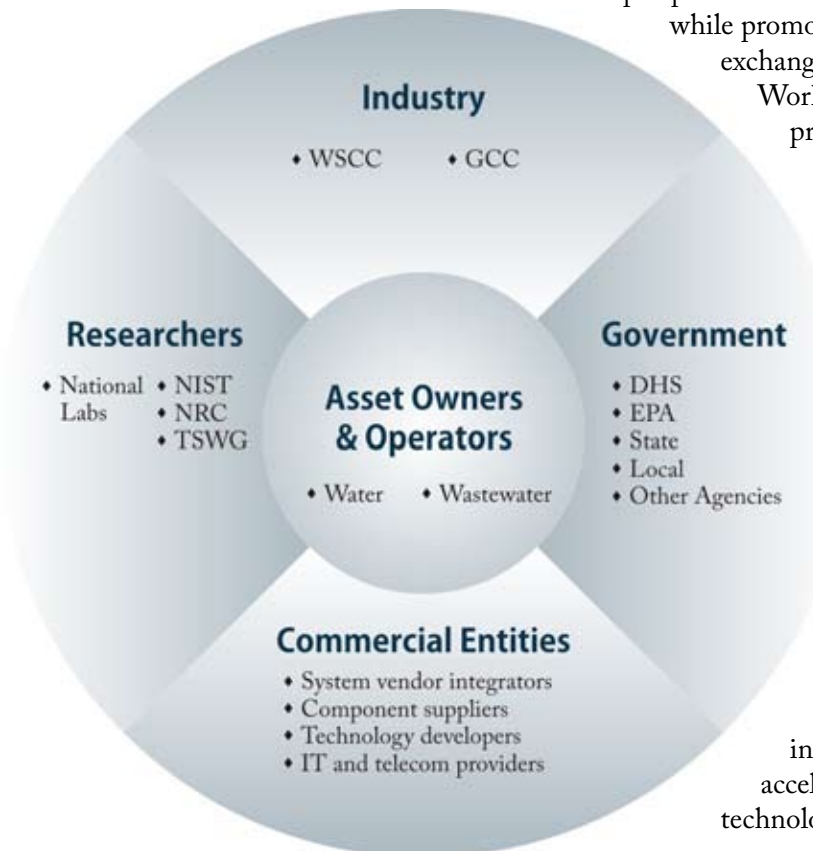 while promo
exchang
Worl
pr
Industry
♦ WSCC ♦ GCC
Researchers
♦ National Labs
♦ NIST
♦ NRC
♦ TSWG
Asset Owners
& Operators
♦ Water ♦ Wastewater
Government
♦ DHS
♦ EPA
♦ State
♦ Local
♦ Other Agencies
Commercial Entities
♦ System vendor integrators
♦ Component suppliers
♦ Technology developers
♦ IT and telecom providers
in
accel
technolo